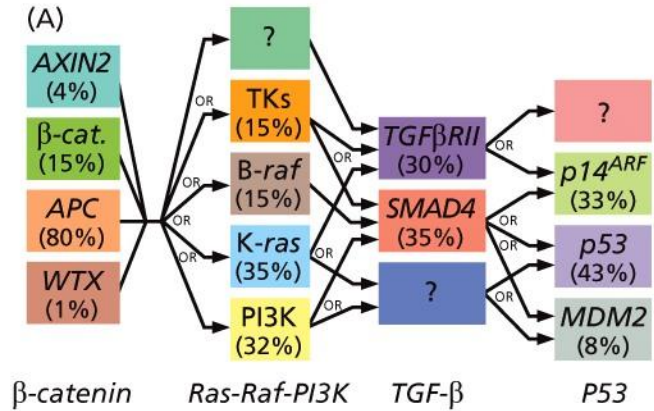 (A)
AXIN2
(4%)
β-cat.
(15%)
APC
(80%)
WTX
(1%)
β-catenin
?
TKs
(15%)
B-raf
(15%)
K-ras
(35%)
PI3K
(32%)
Ras-Raf-PI3K
OR
OR
OR
OR
OR
OR
OR
OR
OR
TGFβRII
(30%)
SMAD4
(35%)
?
TGF-β
OR
OR
OR
?
p14ARF
(33%)
p53
(43%)
MDM2
(8%)
P53